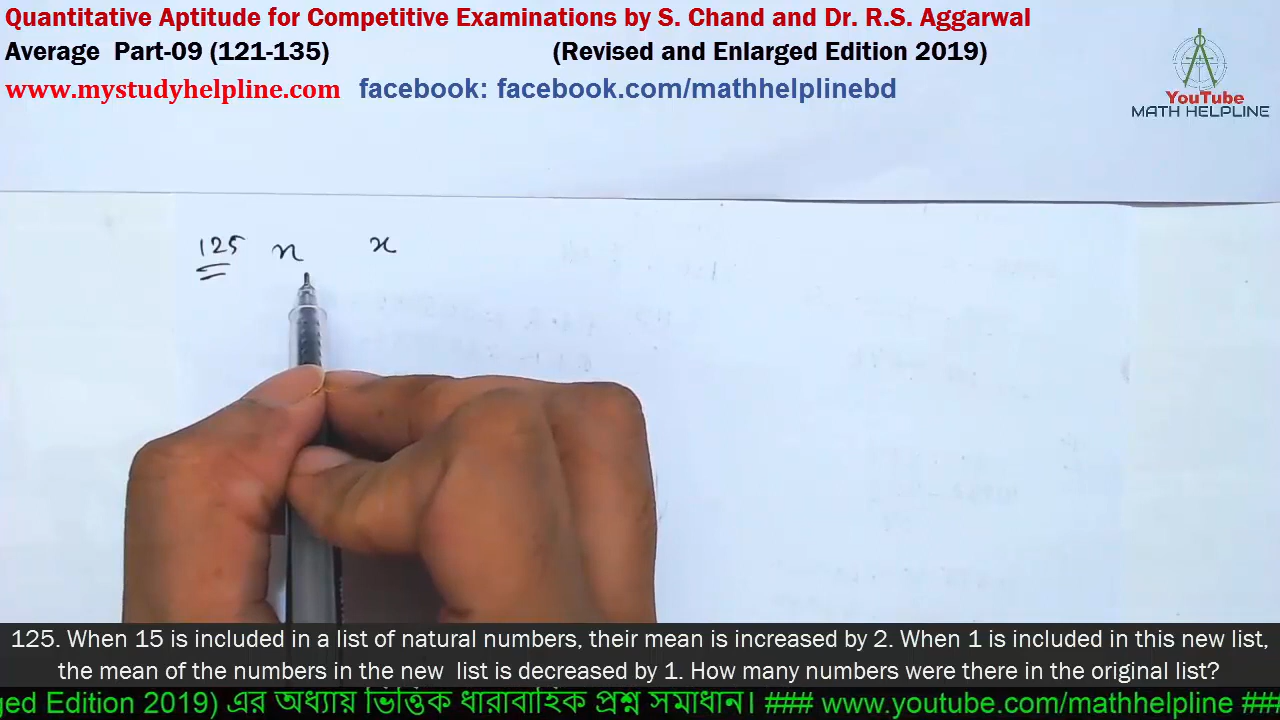 Quantitative Aptitude for Competitive Examinations by S. Chand and Dr. R.S. Aggarwal
Average Part-09 (121-135) (Revised and Enlarged Edition 2019)
www.mystudyhelpline.com facebook: facebook.com/mathhelplinebd
YouTube
MATH HELPLINE
125 n x
125. When 15 is included in a list of natural numbers, their mean is increased by 2. When 1 is included in this new list,
the mean of the numbers in the new list is decreased by 1. How many numbers were there in the original list?
ged Edition 2019) এর অধ্যায় ভিত্তিক ধারাবাহিক প্রশ্ন সমাধান। ### www.youtube.com/mathhelpline ##